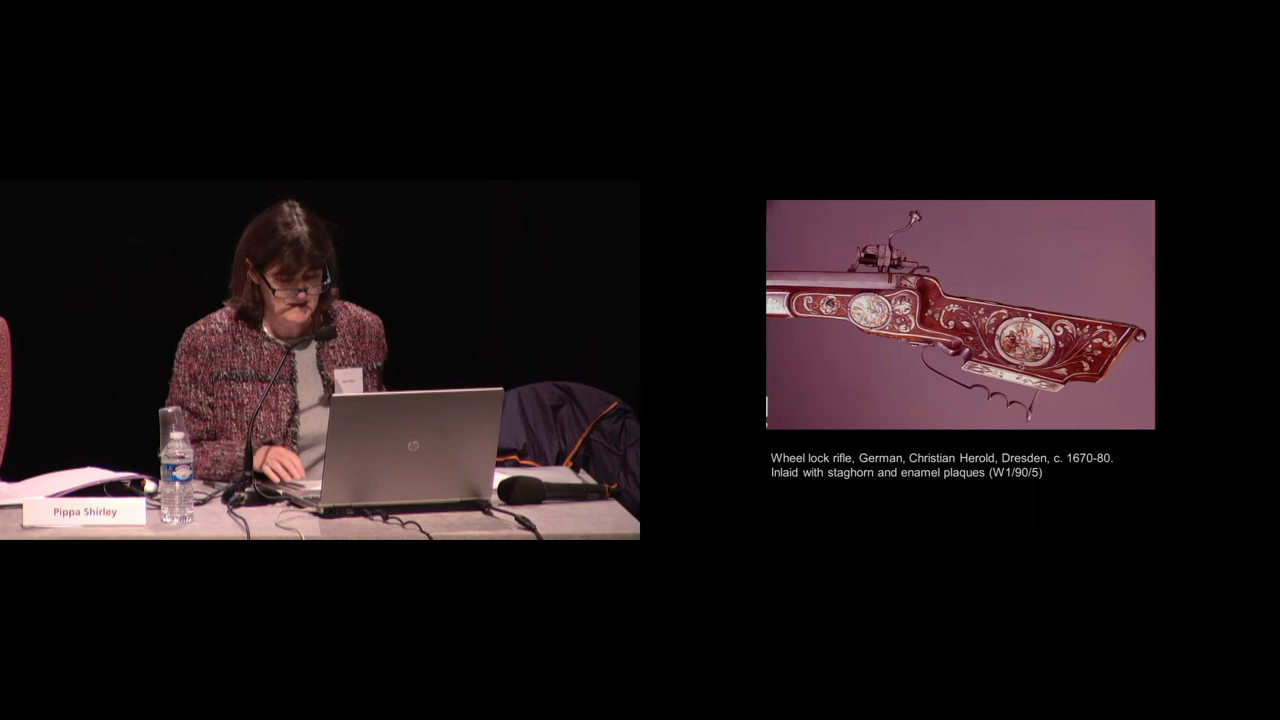 Pippa Shirley
hp
Wheel lock rifle, German, Christian Herold, Dresden, c. 1670-80.
Inlaid with staghorn and enamel plaques (W1/90/5)